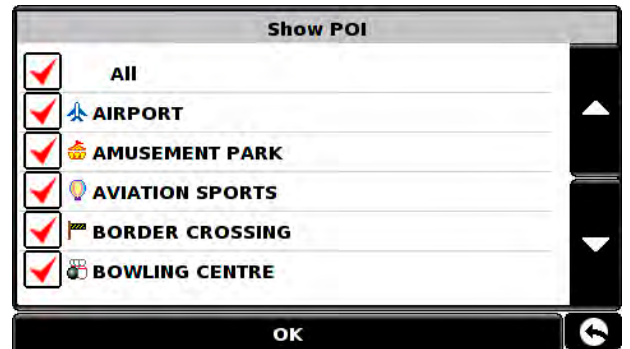 Show POI
All
AIRPORT
AMUSEMENT PARK
AVIATION SPORTS
BORDER CROSSING
BOWLING CENTRE
OK